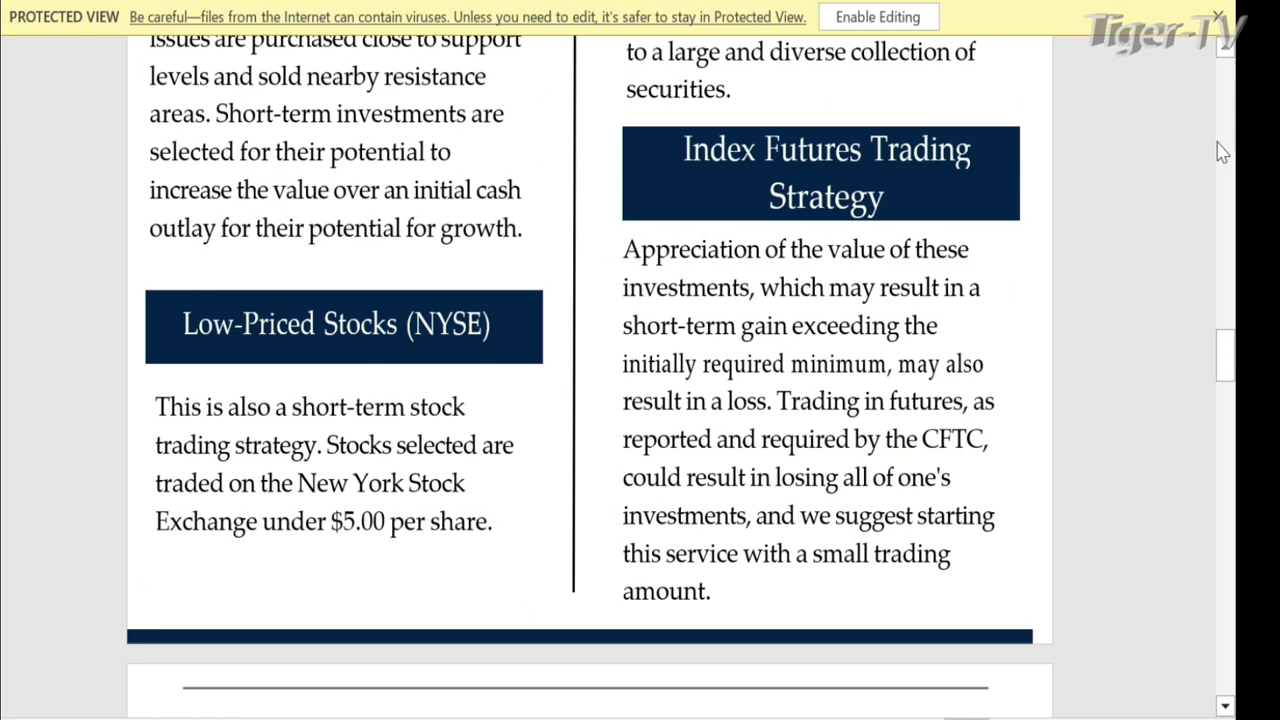 PROTECTED VIEW Be careful—files from the Internet can contain viruses. Unless you need to edit, it's safer to stay in Protected View. Enable Editing
Tiger-TV
issues are purchased close to support
levels and sold nearby resistance
areas. Short-term investments are
selected for their potential to
increase the value over an initial cash
outlay for their potential for growth.
Low-Priced Stocks (NYSE)
This is also a short-term stock
trading strategy. Stocks selected are
traded on the New York Stock
Exchange under $5.00 per share.
to a large and diverse collection of
securities.
Index Futures Trading
Strategy
Appreciation of the value of these
investments, which may result in a
short-term gain exceeding the
initially required minimum, may also
result in a loss. Trading in futures, as
reported and required by the CFTC,
could result in losing all of one's
investments, and we suggest starting
this service with a small trading
amount.